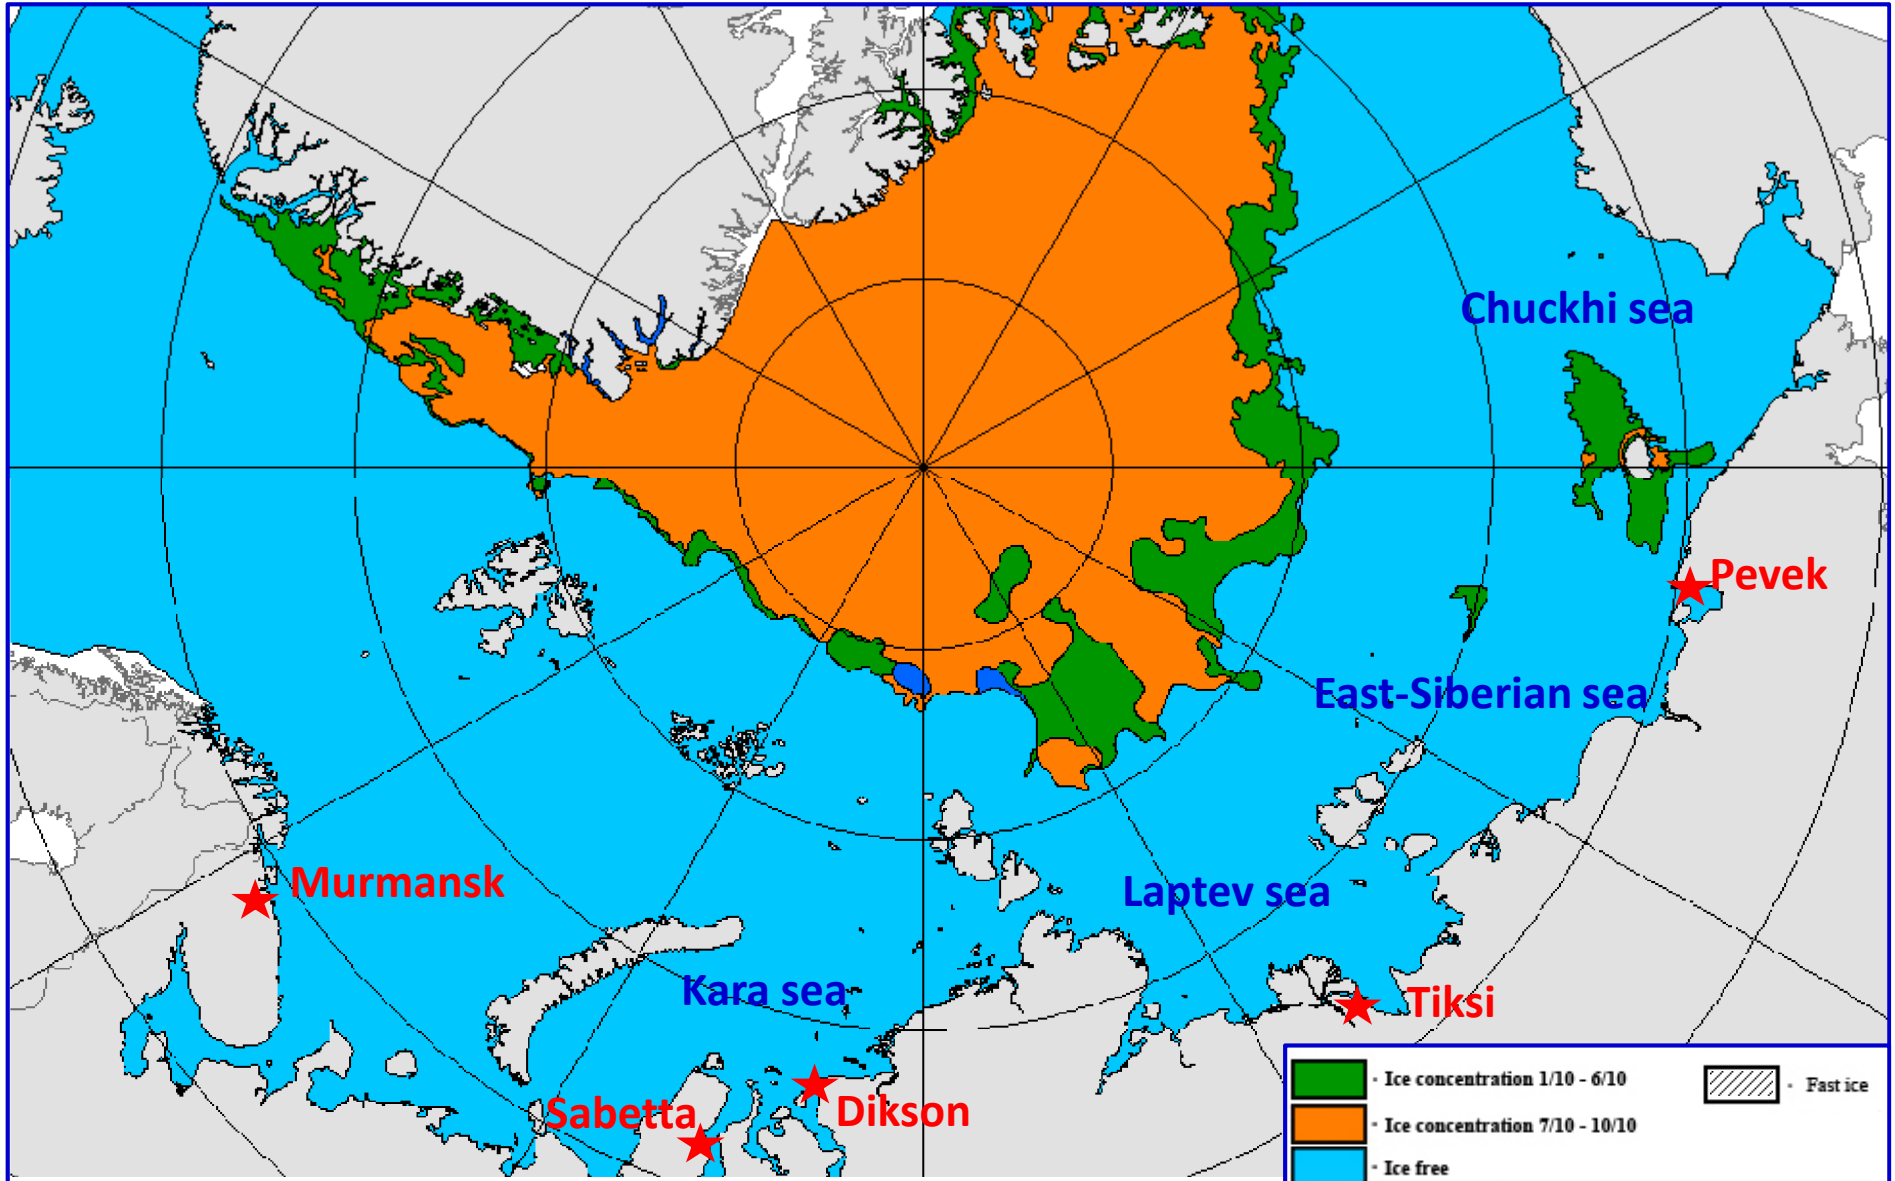 Chuckhi sea
Pevek
East-Siberian sea
Murmansk
Laptev sea
Kara sea
Tiksi
Sabetta
Dikson
- Ice concentration 1/10 - 6/10
- Fast ice
- Ice concentration 7/10 - 10/10
- Ice free